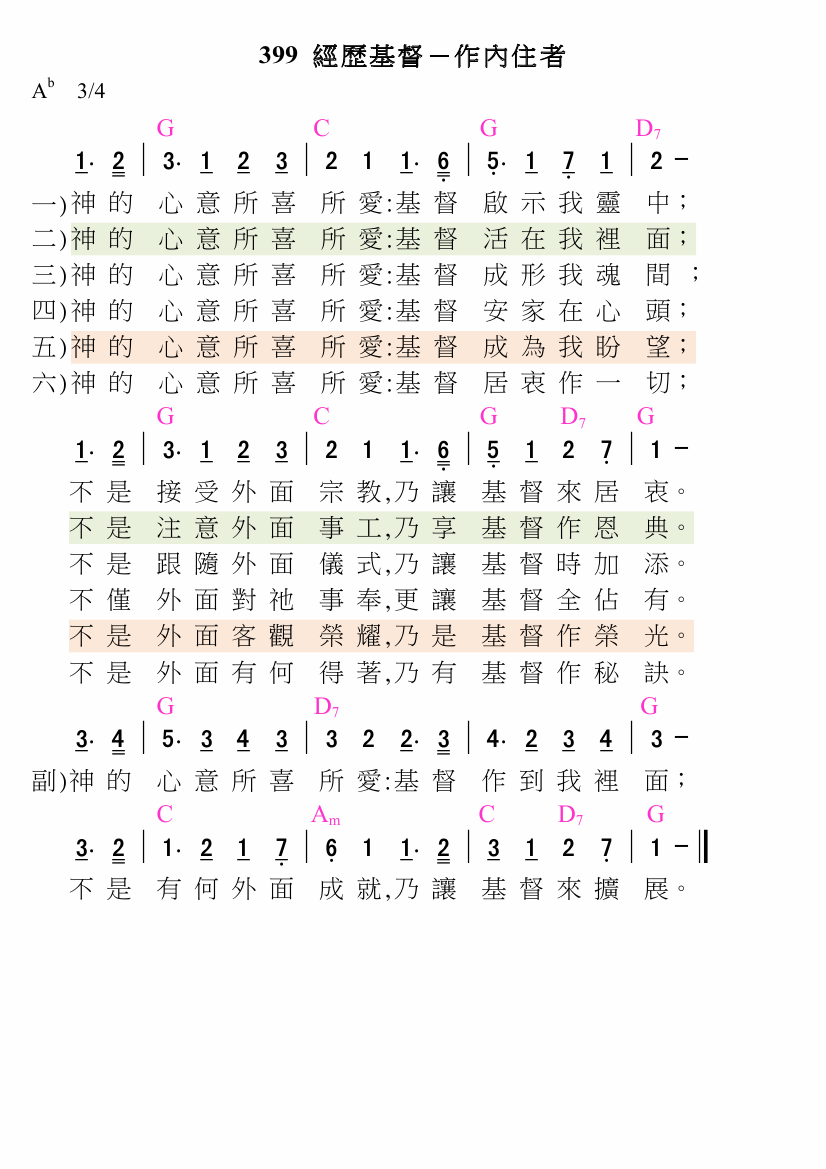 399 經歷基督－作內住者
A♭ 3/4
G C G D7
1· 2 | 3· 1 2 3 | 2 1 1· 6 | 5· 1 7 1 | 2 －
一)神的 心意所喜 所愛:基督 啟示我靈 中；
二)神的 心意所喜 所愛:基督 活在我裡 面；
三)神的 心意所喜 所愛:基督 成形我魂 間；
四)神的 心意所喜 所愛:基督 安家在心 頭；
五)神的 心意所喜 所愛:基督 成為我盼 望；
六)神的 心意所喜 所愛:基督 居衷作一 切；
G C G D7 G
1· 2 | 3· 1 2 3 | 2 1 1· 6 | 5 1 2 7 | 1 －
不是 接受外面 宗教,乃讓 基督來居 衷。
不是 注意外面 事工,乃享 基督作恩 典。
不是 跟隨外面 儀式,乃讓 基督時加 添。
不僅 外面對祂 事奉,更讓 基督全佔 有。
不是 外面客觀 榮耀,乃是 基督作榮 光。
不是 外面有何 得著,乃有 基督作秘 訣。
G D7 G
3· 4 | 5· 3 4 3 | 3 2 2· 3 | 4· 2 3 4 | 3 －
副)神的 心意所喜 所愛:基督 作到我裡 面；
C Am C D7 G
3· 2 | 1· 2 1 7 | 6 1 1· 2 | 3 1 2 7 | 1 － ‖
不是 有何外面 成就,乃讓 基督來擴 展。